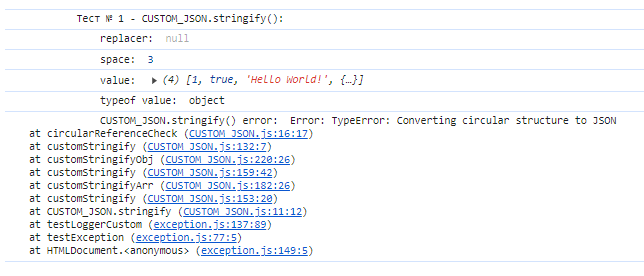 Тест № 1 - CUSTOM_JSON.stringify():
replacer: null
space: 3
value: ▶ (4) [1, true, 'Hello World!', {…}]
typeof value: object
CUSTOM_JSON.stringify() error: Error: TypeError: Converting circular structure to JSON
at circularReferenceCheck (CUSTOM_JSON.js:16:17)
at customStringify (CUSTOM_JSON.js:132:7)
at customStringifyObj (CUSTOM_JSON.js:220:26)
at customStringify (CUSTOM_JSON.js:159:42)
at customStringifyArr (CUSTOM_JSON.js:182:26)
at customStringify (CUSTOM_JSON.js:153:20)
at CUSTOM_JSON.stringify (CUSTOM_JSON.js:11:12)
at testLoggerCustom (exception.js:137:89)
at testException (exception.js:77:5)
at HTMLDocument.<anonymous> (exception.js:149:5)